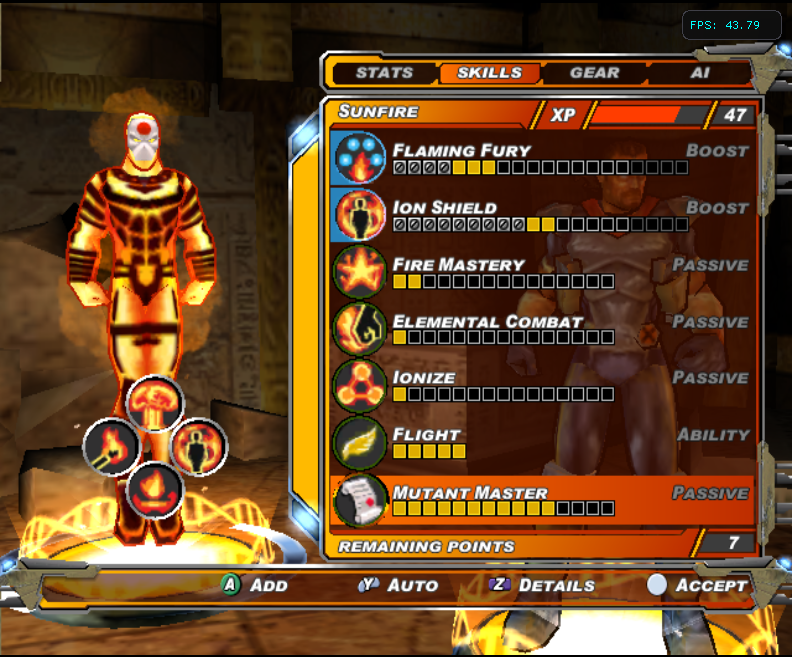 FPS: 43.79
STATS SKILLS GEAR AI
SUNFIRE XP 47
FLAMING FURY BOOST
ION SHIELD BOOST
FIRE MASTERY PASSIVE
ELEMENTAL COMBAT PASSIVE
IONIZE PASSIVE
FLIGHT ABILITY
MUTANT MASTER PASSIVE
REMAINING POINTS 7
A ADD Y AUTO Z DETAILS ACCEPT